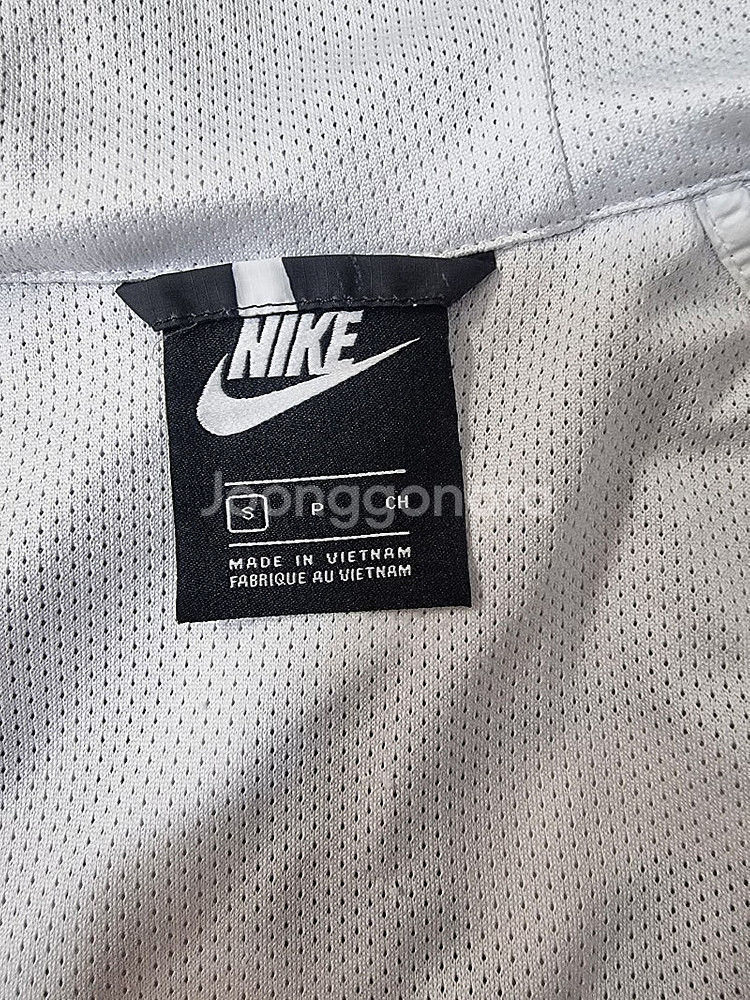 NIKE
S P CH
MADE IN VIETNAM
FABRIQUE AU VIETNAM
Joonggonara